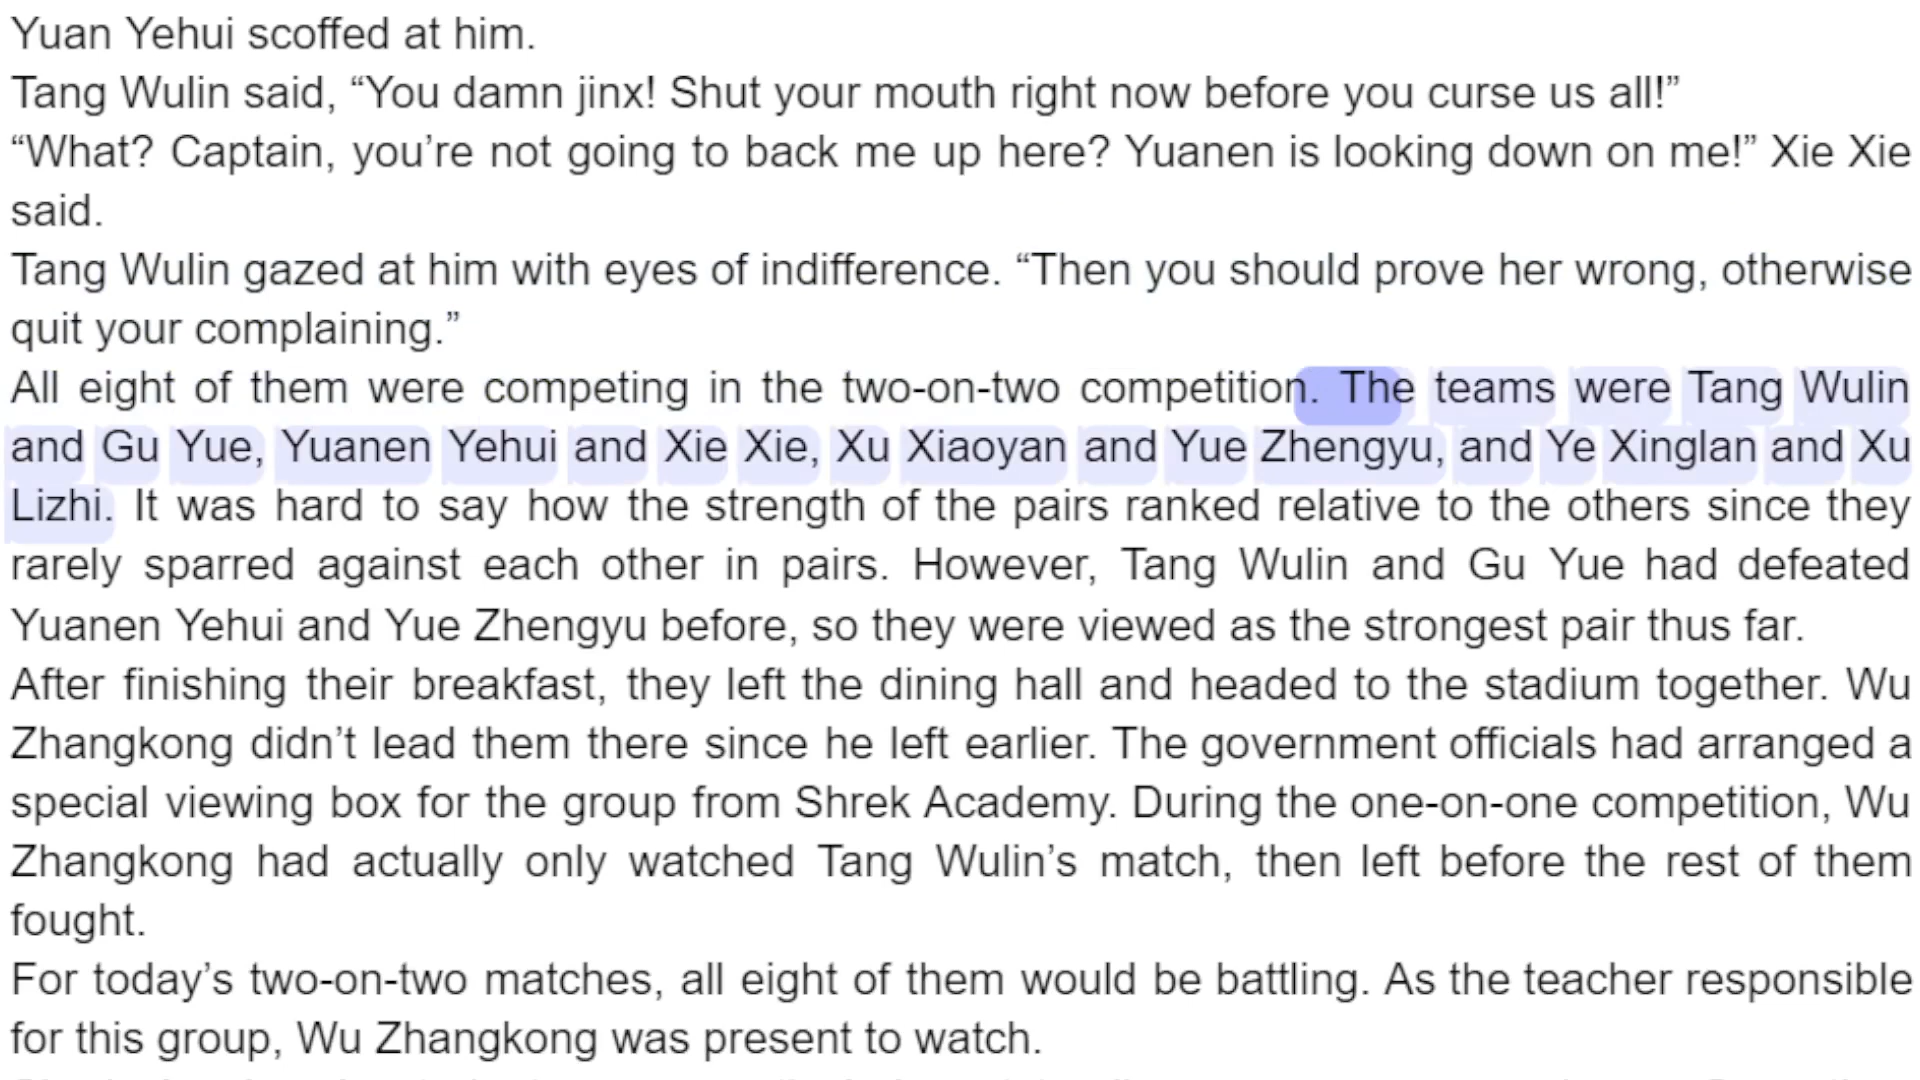 Yuan Yehui scoffed at him.
Tang Wulin said, “You damn jinx! Shut your mouth right now before you curse us all!”
“What? Captain, you’re not going to back me up here? Yuanen is looking down on me!” Xie Xie
said.
Tang Wulin gazed at him with eyes of indifference. “Then you should prove her wrong, otherwise
quit your complaining.”
All eight of them were competing in the two-on-two competition. The teams were Tang Wulin
and Gu Yue, Yuanen Yehui and Xie Xie, Xu Xiaoyan and Yue Zhengyu, and Ye Xinglan and Xu
Lizhi. It was hard to say how the strength of the pairs ranked relative to the others since they
rarely sparred against each other in pairs. However, Tang Wulin and Gu Yue had defeated
Yuanen Yehui and Yue Zhengyu before, so they were viewed as the strongest pair thus far.
After finishing their breakfast, they left the dining hall and headed to the stadium together. Wu
Zhangkong didn’t lead them there since he left earlier. The government officials had arranged a
special viewing box for the group from Shrek Academy. During the one-on-one competition, Wu
Zhangkong had actually only watched Tang Wulin’s match, then left before the rest of them
fought.
For today’s two-on-two matches, all eight of them would be battling. As the teacher responsible
for this group, Wu Zhangkong was present to watch.